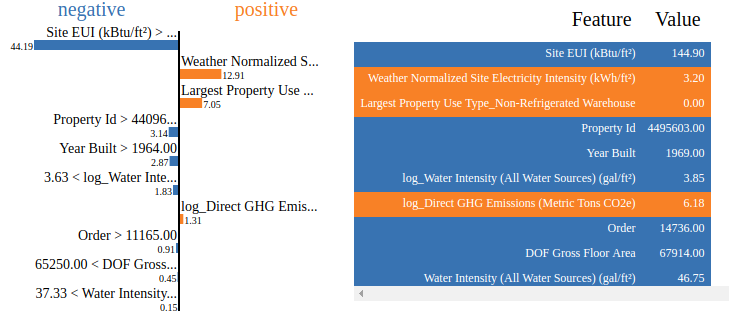 negative
positive
Site EUI (kBtu/ft²) > ...
44.19
Weather Normalized S...
12.91
Largest Property Use ...
7.05
Property Id > 44096...
3.14
Year Built > 1964.00
2.87
3.63 < log_Water Inte...
1.83
log_Direct GHG Emis...
1.31
Order > 11165.00
0.91
65250.00 < DOF Gross...
0.45
37.33 < Water Intensity...
0.15
Feature Value
Site EUI (kBtu/ft²) 144.90
Weather Normalized Site Electricity Intensity (kWh/ft²) 3.20
Largest Property Use Type_Non-Refrigerated Warehouse 0.00
Property Id 4495603.00
Year Built 1969.00
log_Water Intensity (All Water Sources) (gal/ft²) 3.85
log_Direct GHG Emissions (Metric Tons CO2e) 6.18
Order 14736.00
DOF Gross Floor Area 67914.00
Water Intensity (All Water Sources) (gal/ft²) 46.75